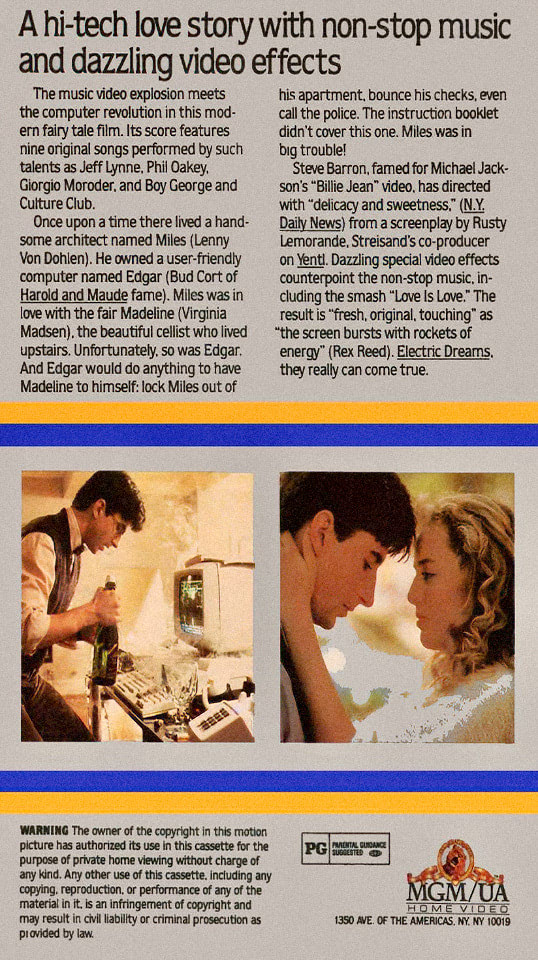 A hi-tech love story with non-stop music
and dazzling video effects
The music video explosion meets
the computer revolution in this mod-
ern fairy tale film. Its score features
nine original songs performed by such
talents as Jeff Lynne, Phil Oakey,
Giorgio Moroder, and Boy George and
Culture Club.
Once upon a time there lived a hand-
some architect named Miles (Lenny
Von Dohlen). He owned a user-friendly
computer named Edgar (Bud Cort of
Harold and Maude fame). Miles was in
love with the fair Madeline (Virginia
Madsen), the beautiful cellist who lived
upstairs. Unfortunately, so was Edgar.
And Edgar would do anything to have
Madeline to himself: lock Miles out of
his apartment, bounce his checks, even
call the police. The instruction booklet
didn't cover this one. Miles was in
big trouble!
Steve Barron, famed for Michael Jack-
son's "Billie Jean" video, has directed
with "delicacy and sweetness," (N.Y.
Daily News) from a screenplay by Rusty
Lemorande, Streisand's co-producer
on Yentl. Dazzling special video effects
counterpoint the non-stop music, in-
cluding the smash "Love Is Love." The
result is "fresh, original, touching" as
"the screen bursts with rockets of
energy" (Rex Reed). Electric Dreams,
they really can come true.
WARNING The owner of the copyright in this motion
picture has authorized its use in this cassette for the
purpose of private home viewing without charge of
any kind. Any other use of this cassette, including any
copying, reproduction, or performance of any of the
material in it, is an infringement of copyright and
may result in civil liability or criminal prosecution as
provided by law.
PG PARENTAL GUIDANCE
SUGGESTED
MGM/UA
HOME VIDEO
1350 AVE. OF THE AMERICAS, NY, NY 10019